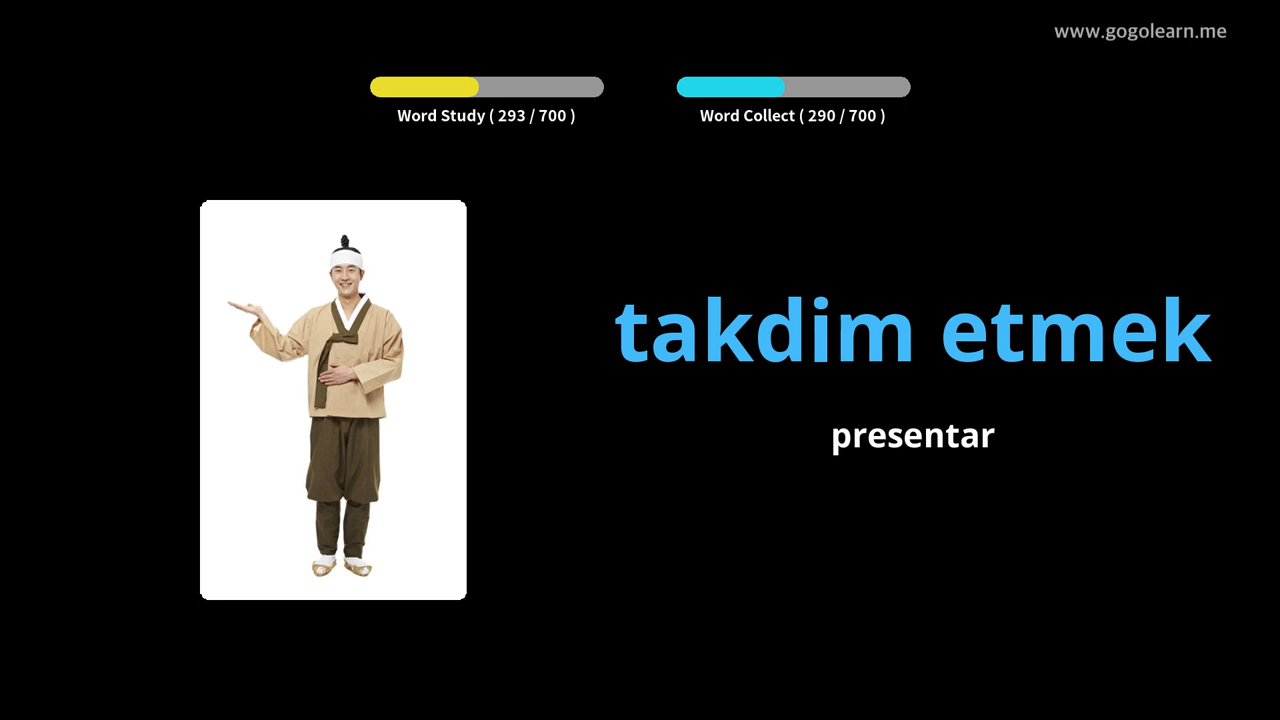 www.gogolearn.me
Word Study ( 293 / 700 )
Word Collect ( 290 / 700 )
takdim etmek
presentar